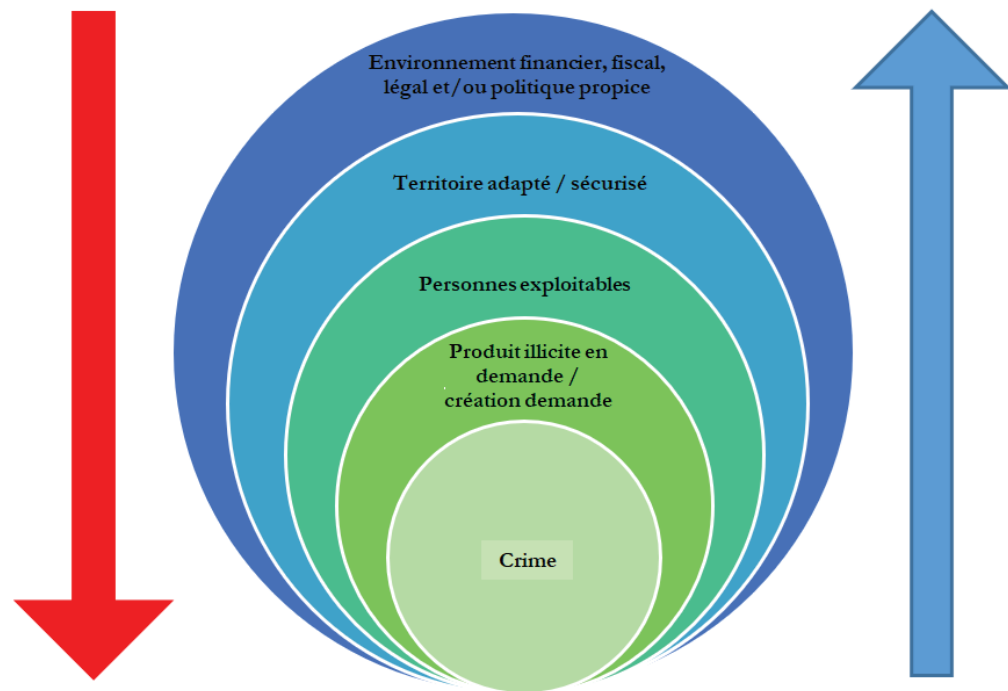 Environnement financier, fiscal,
légal et/ou politique propice
Territoire adapté / sécurisé
Personnes exploitables
Produit illicite en
demande /
création demande
Crime